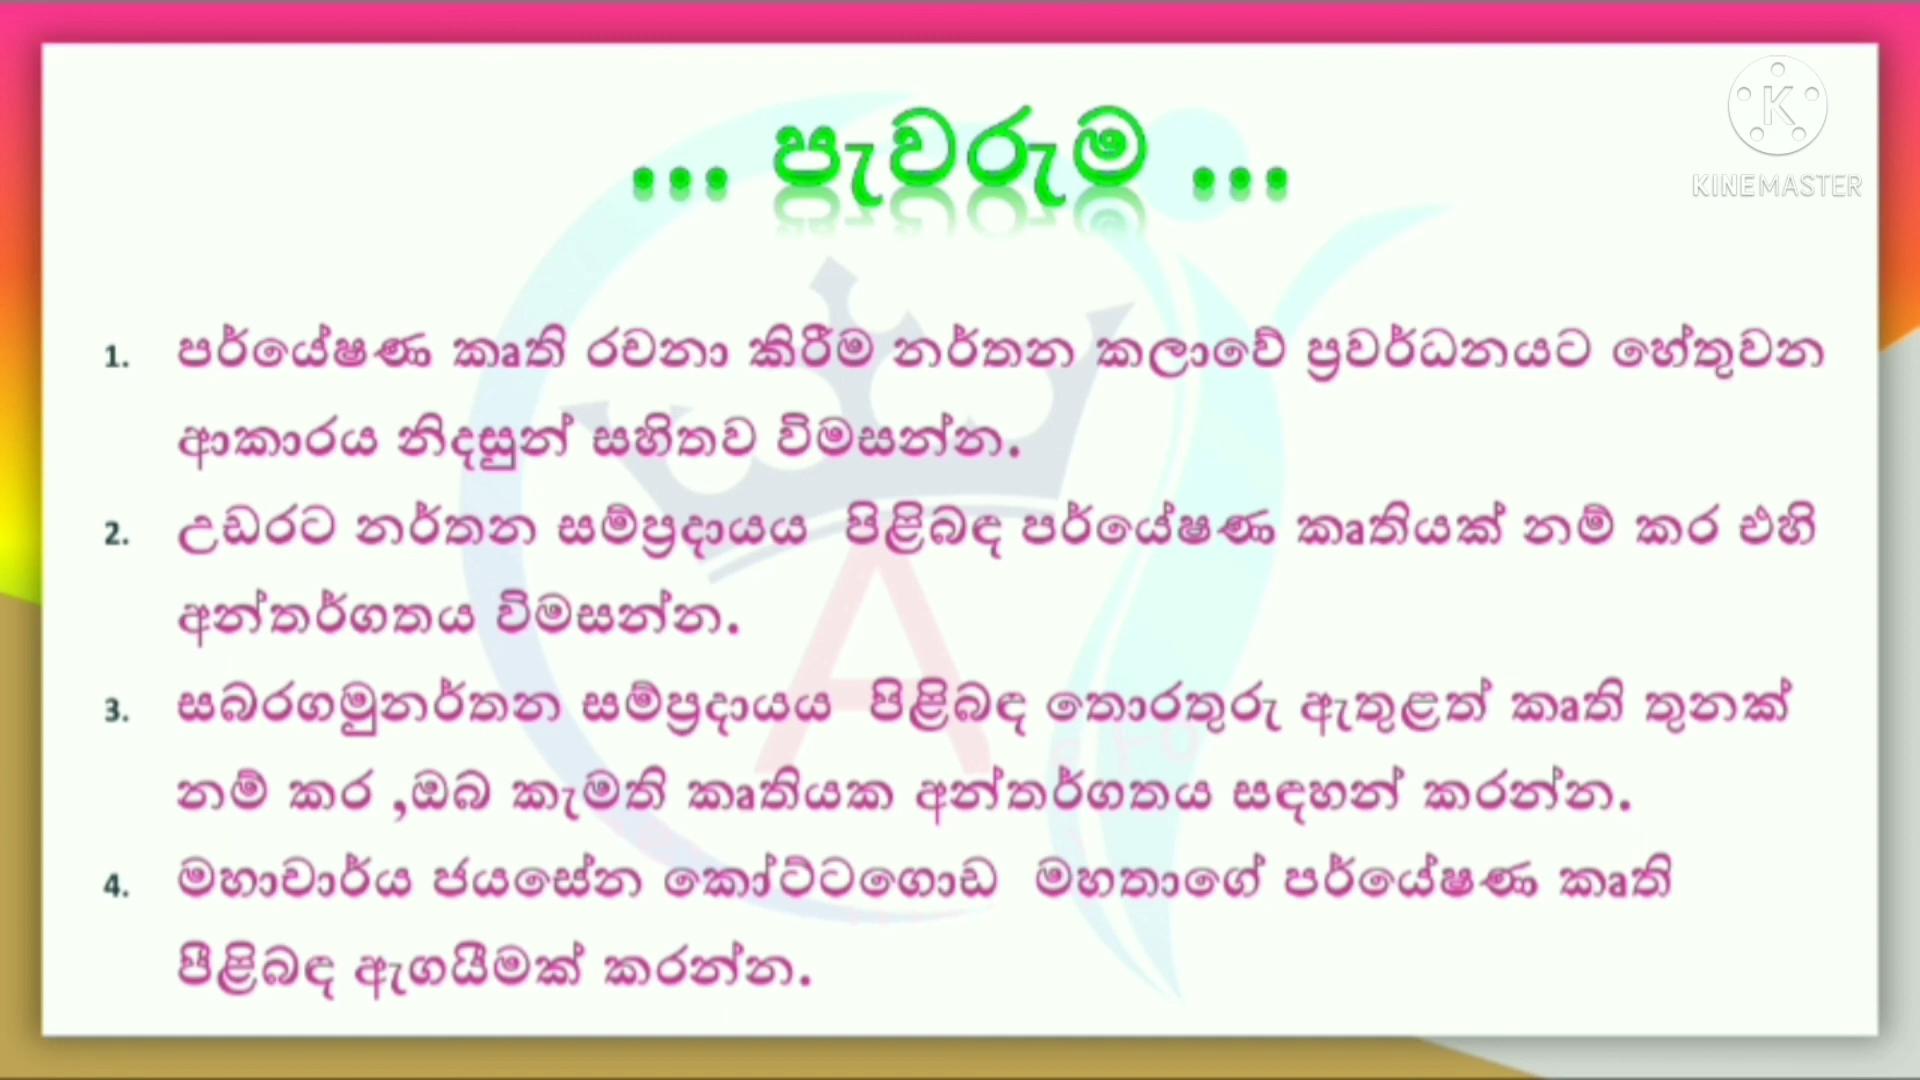 ... පැවරුම ...
KINEMASTER
1. පර්යේෂණ කෘති රචනා කිරීම නර්තන කලාවේ ප්‍රවර්ධනයට හේතුවන
ආකාරය නිදසුන් සහිතව විමසන්න.
2. උඩරට නර්තන සම්ප්‍රදායය පිළිබඳ පර්යේෂණ කෘතියක් නම් කර එහි
අන්තර්ගතය විමසන්න.
3. සබරගමුනර්තන සම්ප්‍රදායය පිළිබඳ තොරතුරු ඇතුළත් කෘති තුනක්
නම් කර ,ඔබ කැමති කෘතියක අන්තර්ගතය සඳහන් කරන්න.
4. මහාචාර්ය ජයසේන කෝට්ටගොඩ මහතාගේ පර්යේෂණ කෘති
පීළිබඳ ඇගයීමක් කරන්න.